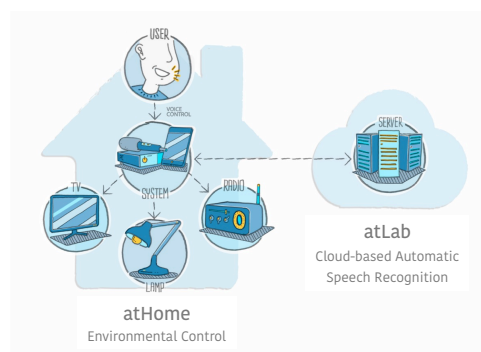 USER
VOICE
CONTROL
SERVER
TV
SYSTEM
RADIO
LAMP
atHome
Environmental Control
atLab
Cloud-based Automatic
Speech Recognition